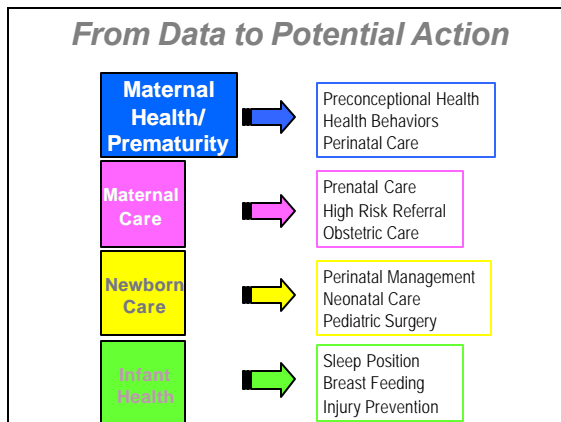 From Data to Potential Action
Maternal
Health/
Prematurity
Preconceptional Health
Health Behaviors
Perinatal Care
Maternal
Care
Prenatal Care
High Risk Referral
Obstetric Care
Newborn
Care
Perinatal Management
Neonatal Care
Pediatric Surgery
Infant
Health
Sleep Position
Breast Feeding
Injury Prevention